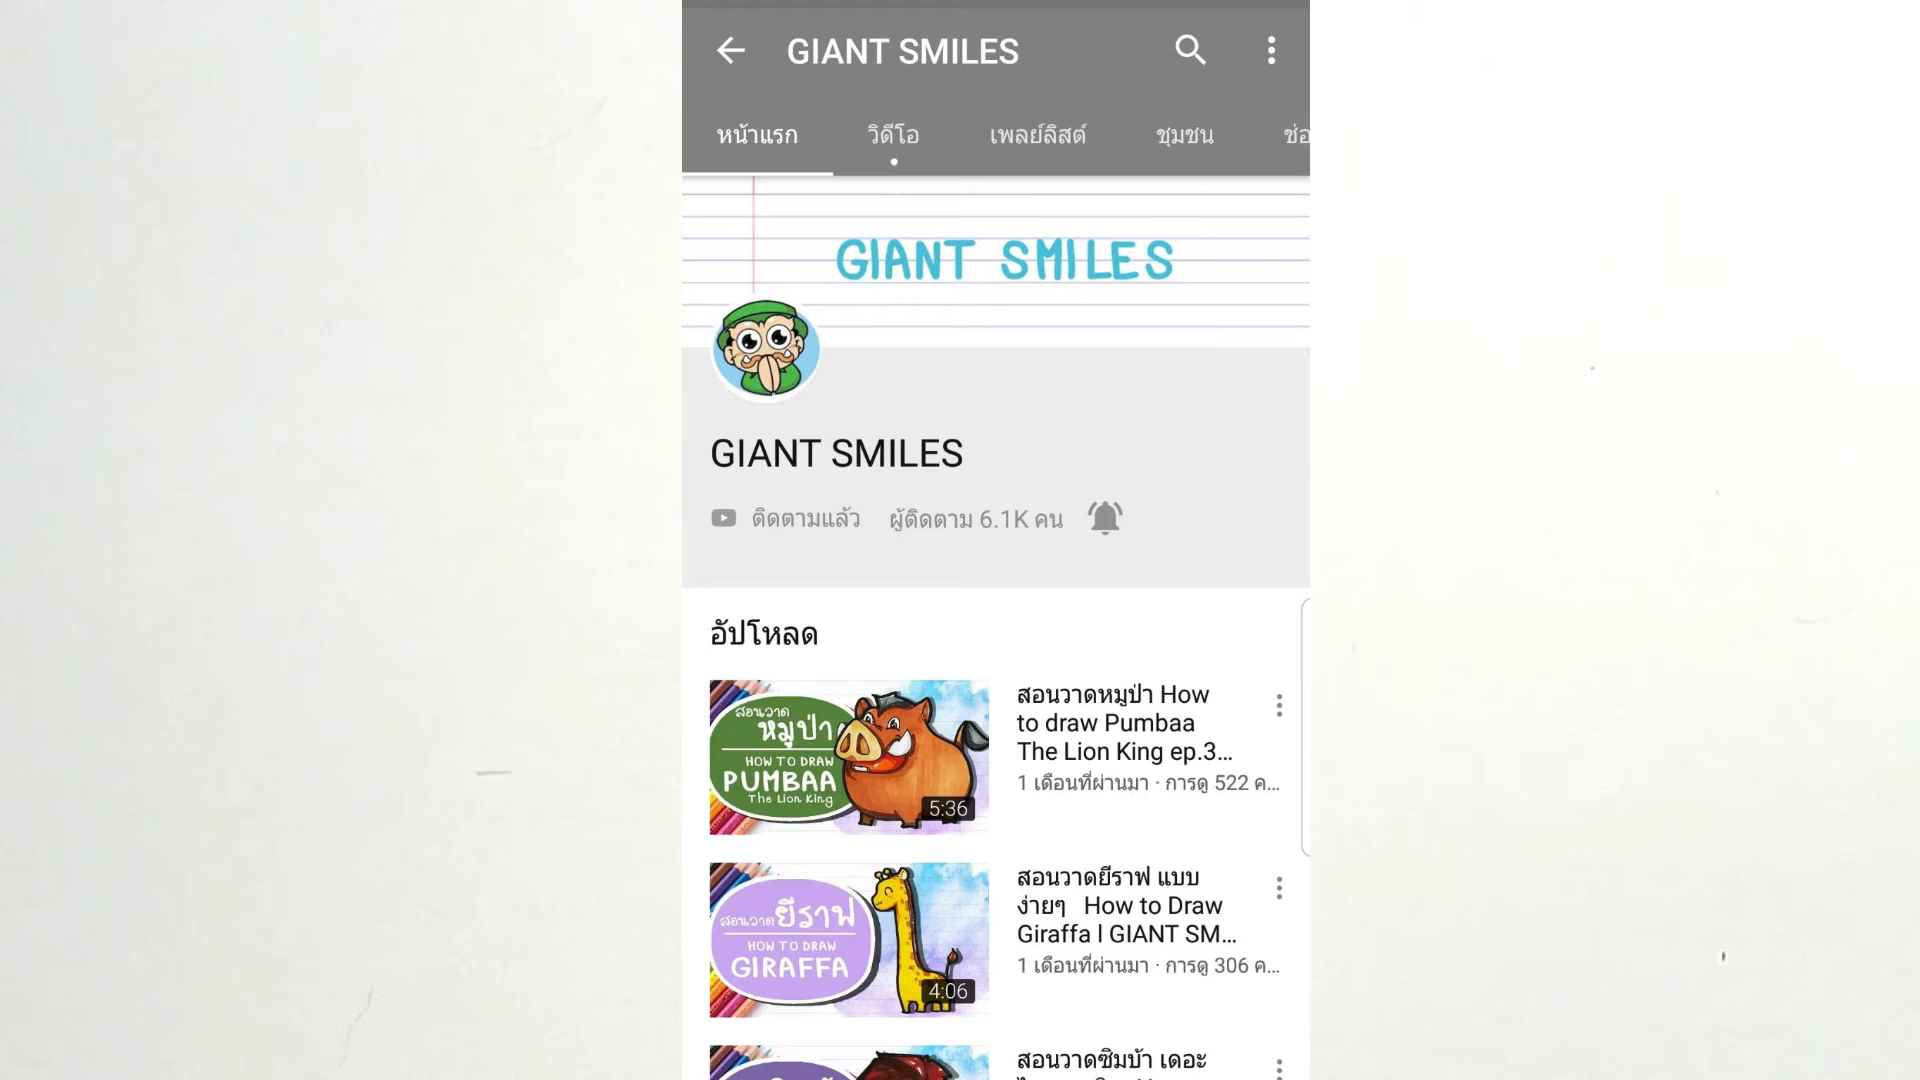 GIANT SMILES
หน้าแรก วิดีโอ เพลย์ลิสต์ ชุมชน ช่อ
GIANT SMILES
GIANT SMILES
ติดตามแล้ว ผู้ติดตาม 6.1K คน
อัปโหลด
สอนวาด
หมูป่า
HOW TO DRAW
PUMBAA
The Lion King
5:36
สอนวาดหมูป่า How
to draw Pumbaa
The Lion King ep.3...
1 เดือนที่ผ่านมา · การดู 522 ค...
สอนวาดยีราฟ
HOW TO DRAW
GIRAFFA
4:06
สอนวาดยีราฟ แบบ
ง่ายๆ How to Draw
Giraffa l GIANT SM...
1 เดือนที่ผ่านมา · การดู 306 ค...
สอนวาดซิมบ้า เดอะ